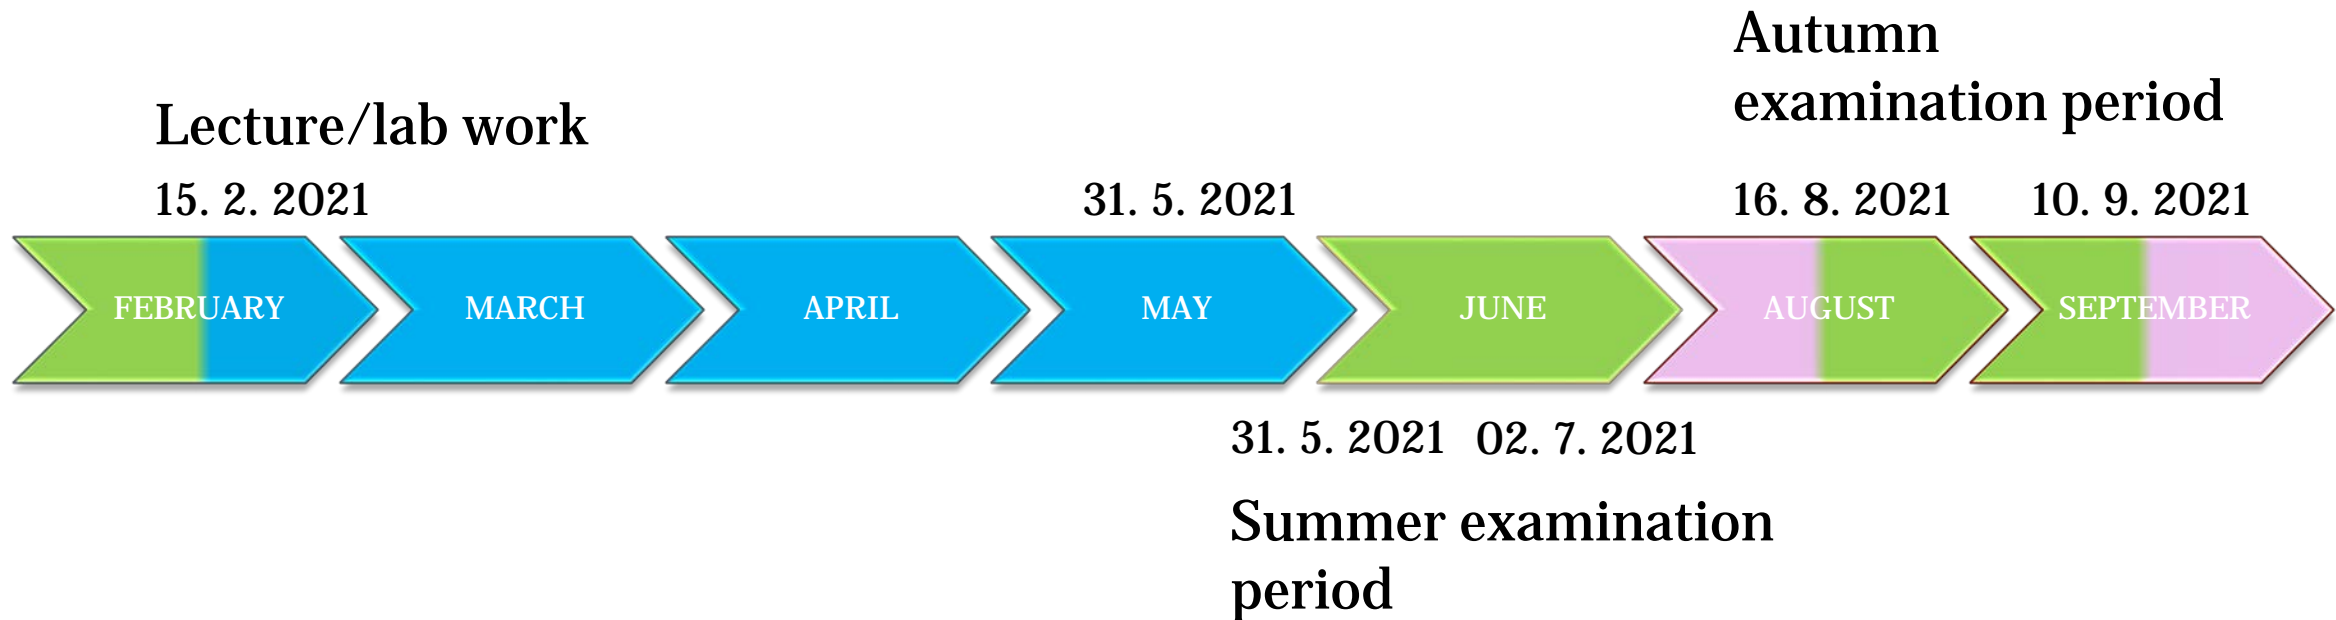 Autumn
examination period
Lecture/lab work
15. 2. 2021 31. 5. 2021 16. 8. 2021 10. 9. 2021
FEBRUARY MARCH APRIL MAY JUNE AUGUST SEPTEMBER
31. 5. 2021 02. 7. 2021
Summer examination
period